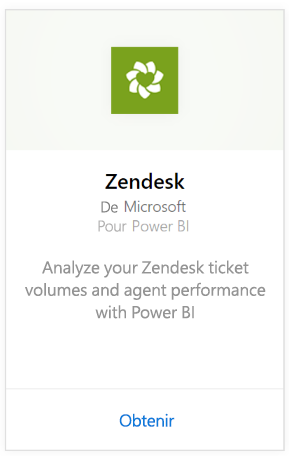 Zendesk
De Microsoft
Pour Power BI
Analyze your Zendesk ticket
volumes and agent performance
with Power BI
Obtenir